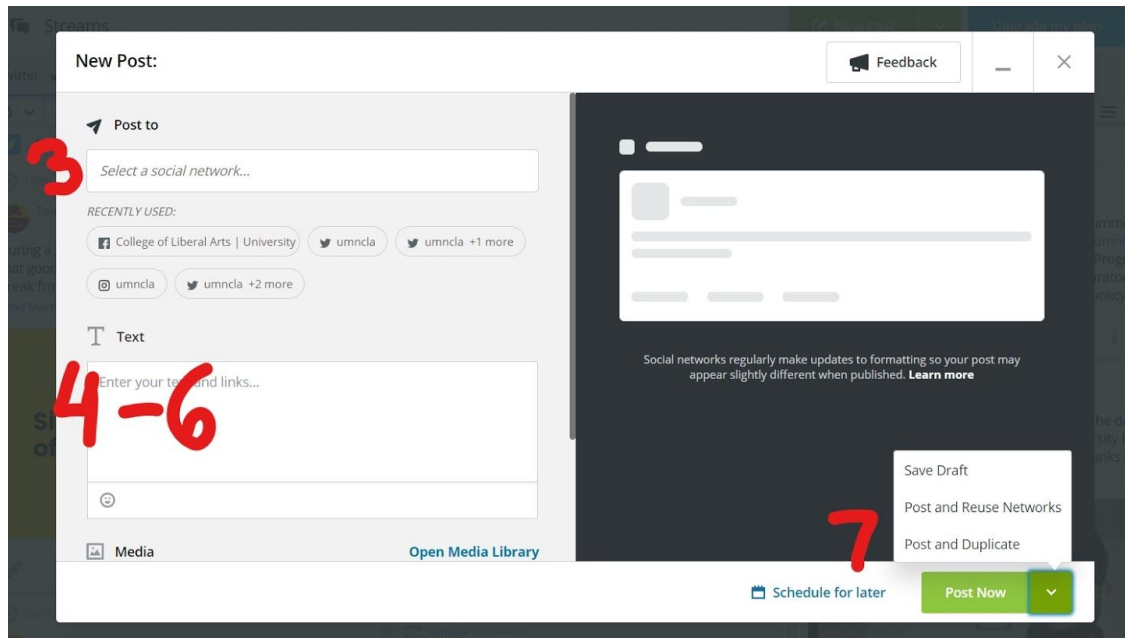 Streams
New Post
Upgrade my plan
New Post:
Feedback
Post to
3
Select a social network...
RECENTLY USED:
College of Liberal Arts | University
umncla
umncla +1 more
umncla
umncla +2 more
Text
Enter your text and links...
4-6
Media
Open Media Library
Social networks regularly make updates to formatting so your post may
appear slightly different when published. Learn more
Save Draft
Post and Reuse Networks
Post and Duplicate
7
Schedule for later
Post Now